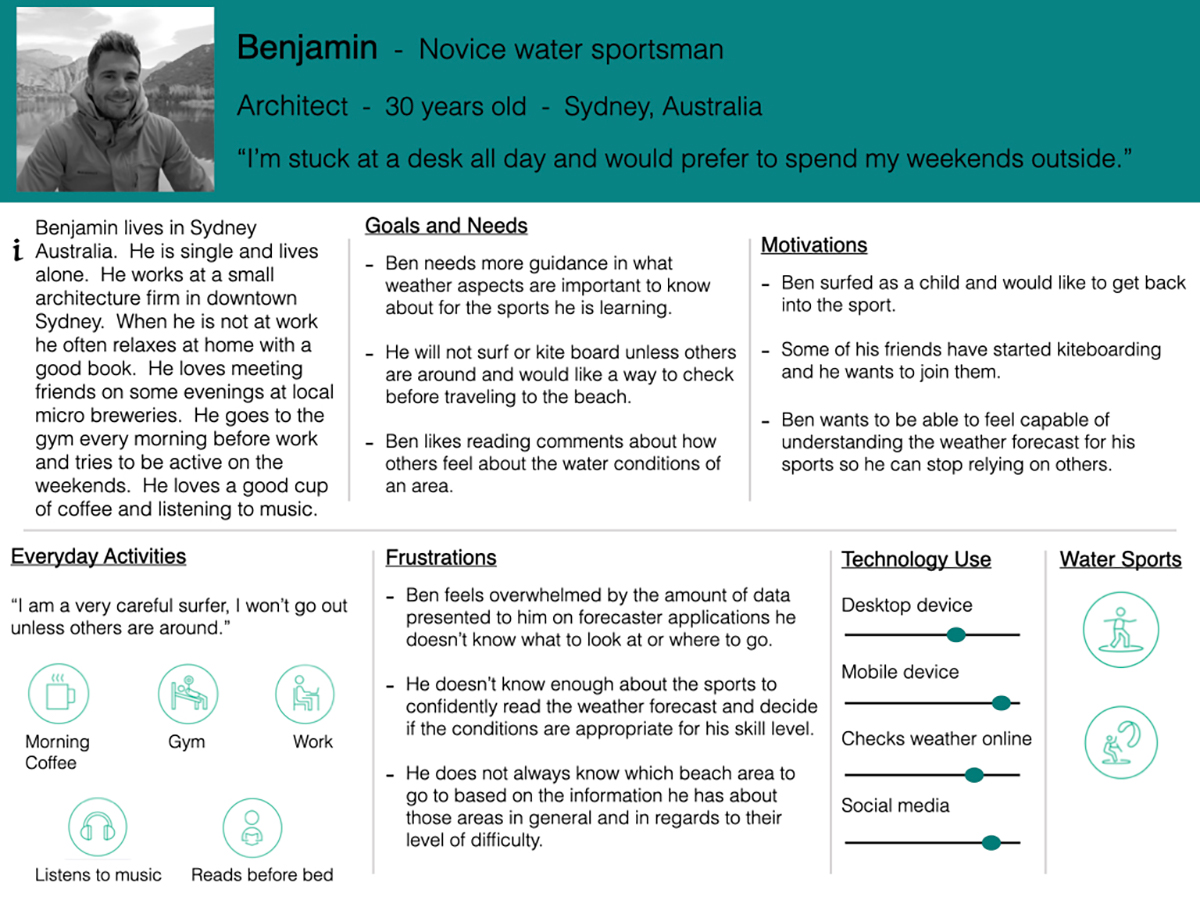 Benjamin - Novice water sportsman
Architect - 30 years old - Sydney, Australia
“I’m stuck at a desk all day and would prefer to spend my weekends outside.”
i
Benjamin lives in Sydney
Australia. He is single and lives
alone. He works at a small
architecture firm in downtown
Sydney. When he is not at work
he often relaxes at home with a
good book. He loves meeting
friends on some evenings at local
micro breweries. He goes to the
gym every morning before work
and tries to be active on the
weekends. He loves a good cup
of coffee and listening to music.
Goals and Needs
- Ben needs more guidance in what
weather aspects are important to know
about for the sports he is learning.
- He will not surf or kite board unless others
are around and would like a way to check
before traveling to the beach.
- Ben likes reading comments about how
others feel about the water conditions of
an area.
Motivations
- Ben surfed as a child and would like to get back
into the sport.
- Some of his friends have started kiteboarding
and he wants to join them.
- Ben wants to be able to feel capable of
understanding the weather forecast for his
sports so he can stop relying on others.
Everyday Activities
“I am a very careful surfer, I won’t go out
unless others are around.”
Morning
Coffee
Gym
Work
Listens to music
Reads before bed
Frustrations
- Ben feels overwhelmed by the amount of data
presented to him on forecaster applications he
doesn’t know what to look at or where to go.
- He doesn’t know enough about the sports to
confidently read the weather forecast and decide
if the conditions are appropriate for his skill level.
- He does not always know which beach area to
go to based on the information he has about
those areas in general and in regards to their
level of difficulty.
Technology Use
Desktop device
Mobile device
Checks weather online
Social media
Water Sports